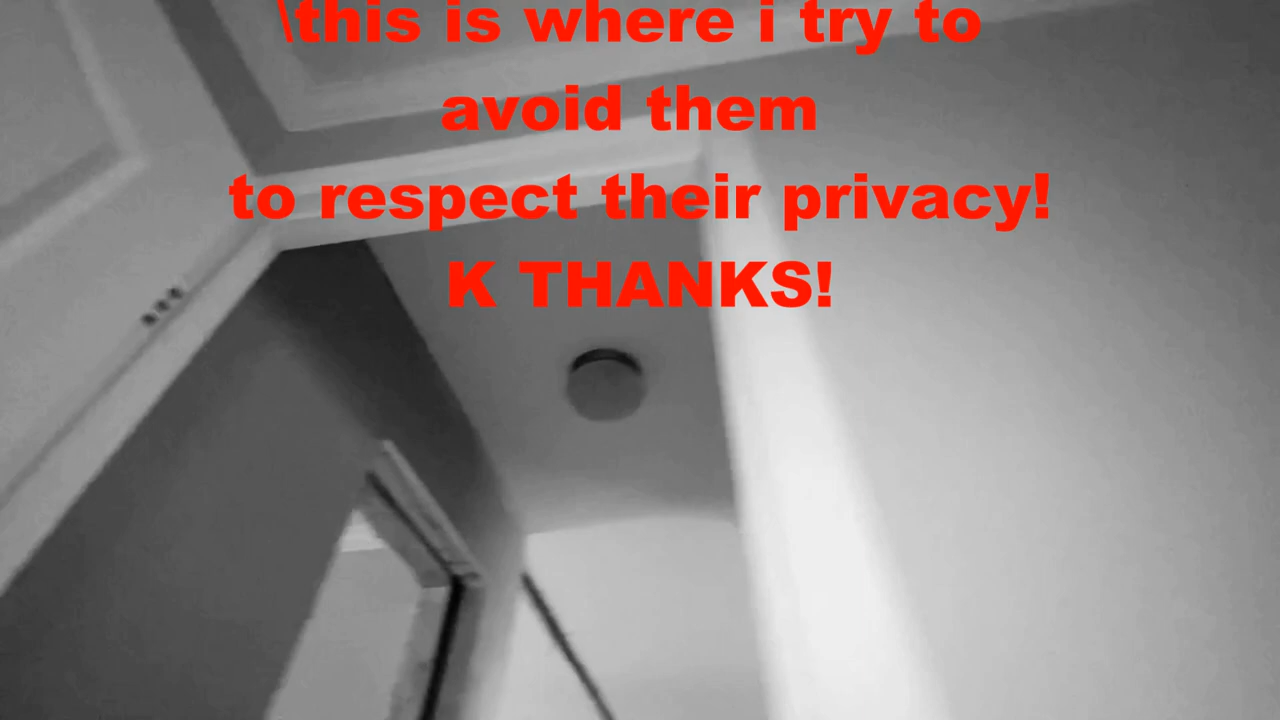 \this is where i try to
avoid them
to respect their privacy!
K THANKS!